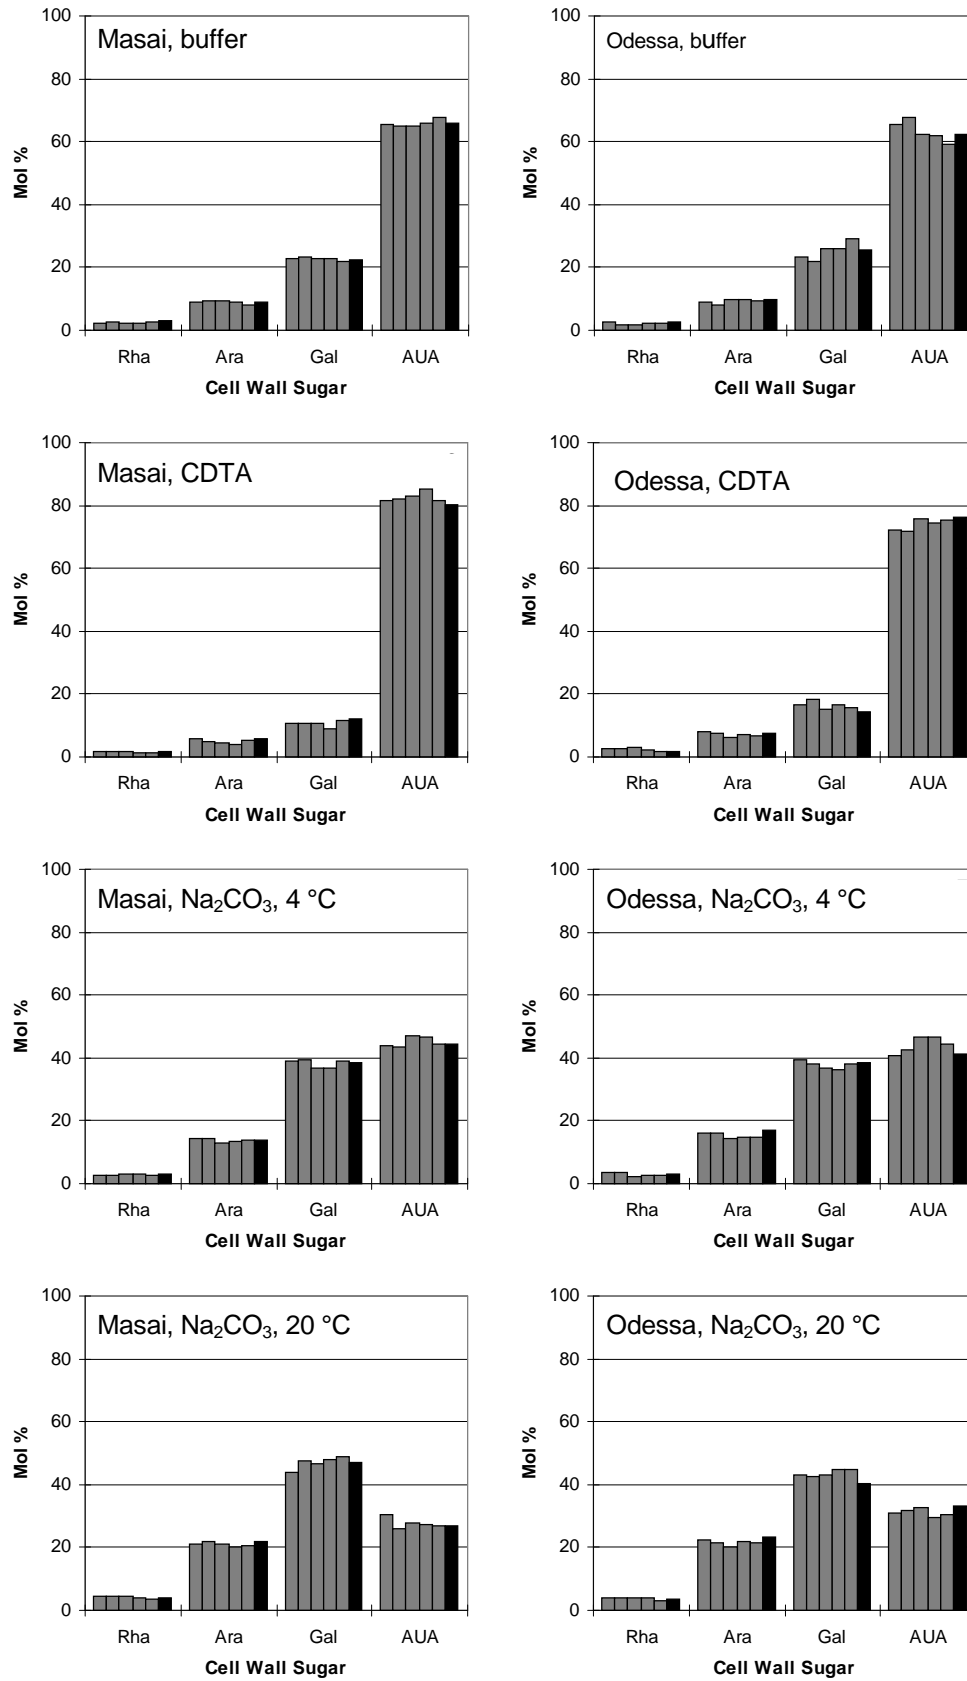 Masai, buffer
100
80
60
40
20
0
Mol %
Rha Ara Gal AUA
Cell Wall Sugar
Odessa, buffer
100
80
60
40
20
0
Mol %
Rha Ara Gal AUA
Cell Wall Sugar
Masai, CDTA
100
80
60
40
20
0
Mol %
Rha Ara Gal AUA
Cell Wall Sugar
Odessa, CDTA
100
80
60
40
20
0
Mol %
Rha Ara Gal AUA
Cell Wall Sugar
Masai, Na₂CO₃, 4 °C
100
80
60
40
20
0
Mol %
Rha Ara Gal AUA
Cell Wall Sugar
Odessa, Na₂CO₃, 4 °C
100
80
60
40
20
0
Mol %
Rha Ara Gal AUA
Cell Wall Sugar
Masai, Na₂CO₃, 20 °C
100
80
60
40
20
0
Mol %
Rha Ara Gal AUA
Cell Wall Sugar
Odessa, Na₂CO₃, 20 °C
100
80
60
40
20
0
Mol %
Rha Ara Gal AUA
Cell Wall Sugar